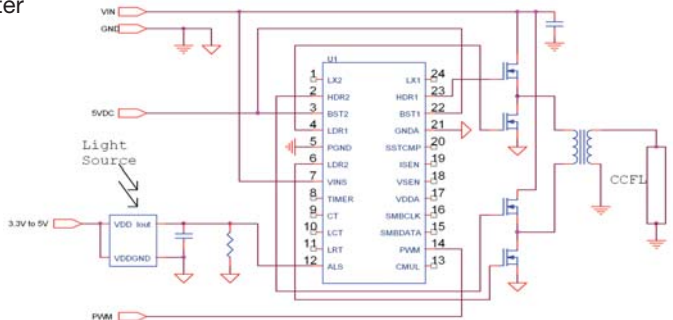 ter
VIN
GND
5VDC
Light
Source
3.3V to 5V
VDD Iout
VDDGND
PWM
U1
1 LX2
2 HDR2
3 BST2
4 LDR1
5 PGND
6 LDR2
7 VINS
8 TIMER
9 CT
10 LCT
11 LRT
12 ALS
24 LX1
23 HDR1
22 BST1
21 GNDA
20 SSTCMP
19 ISEN
18 VSEN
17 VDDA
16 SMBCLK
15 SMBDATA
14 PWM
13 CMUL
CCFL